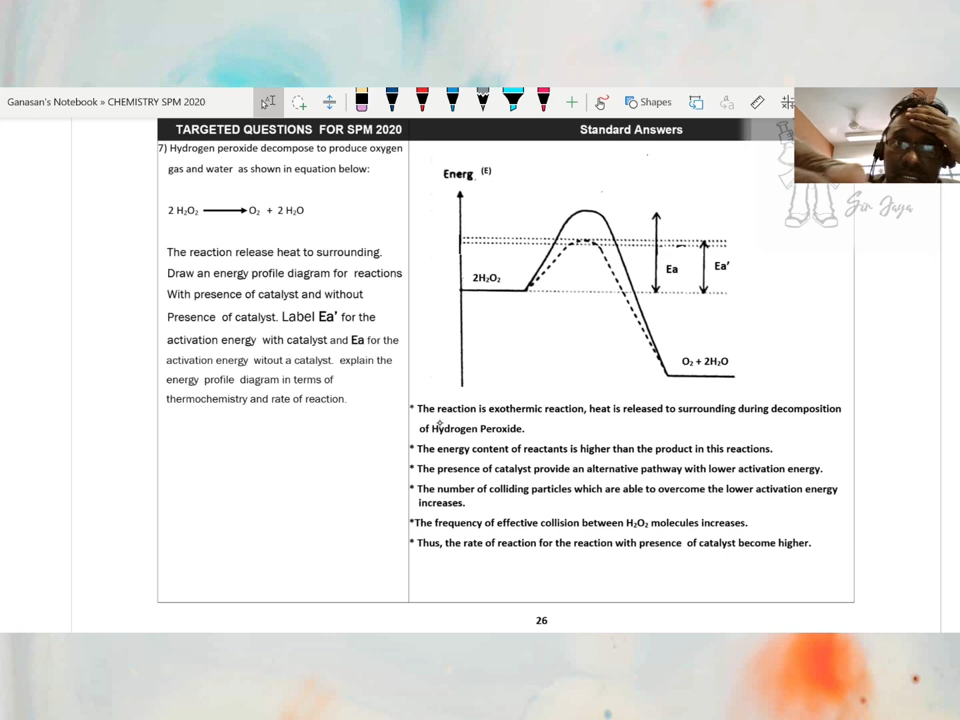 Ganasan's Notebook » CHEMISTRY SPM 2020
Shapes
TARGETED QUESTIONS FOR SPM 2020
Standard Answers
7) Hydrogen peroxide decompose to produce oxygen
gas and water as shown in equation below:
2 H₂O₂ ⟶ O₂ + 2 H₂O
The reaction release heat to surrounding.
Draw an energy profile diagram for reactions
With presence of catalyst and without
Presence of catalyst. Label Ea' for the
activation energy with catalyst and Ea for the
activation energy witout a catalyst. explain the
energy profile diagram in terms of
thermochemistry and rate of reaction.
Energ (E)
2H₂O₂
Ea
Ea'
O₂ + 2H₂O
* The reaction is exothermic reaction, heat is released to surrounding during decomposition
of Hydrogen Peroxide.
* The energy content of reactants is higher than the product in this reactions.
* The presence of catalyst provide an alternative pathway with lower activation energy.
* The number of colliding particles which are able to overcome the lower activation energy
increases.
*The frequency of effective collision between H₂O₂ molecules increases.
* Thus, the rate of reaction for the reaction with presence of catalyst become higher.
Sir Jaya
26